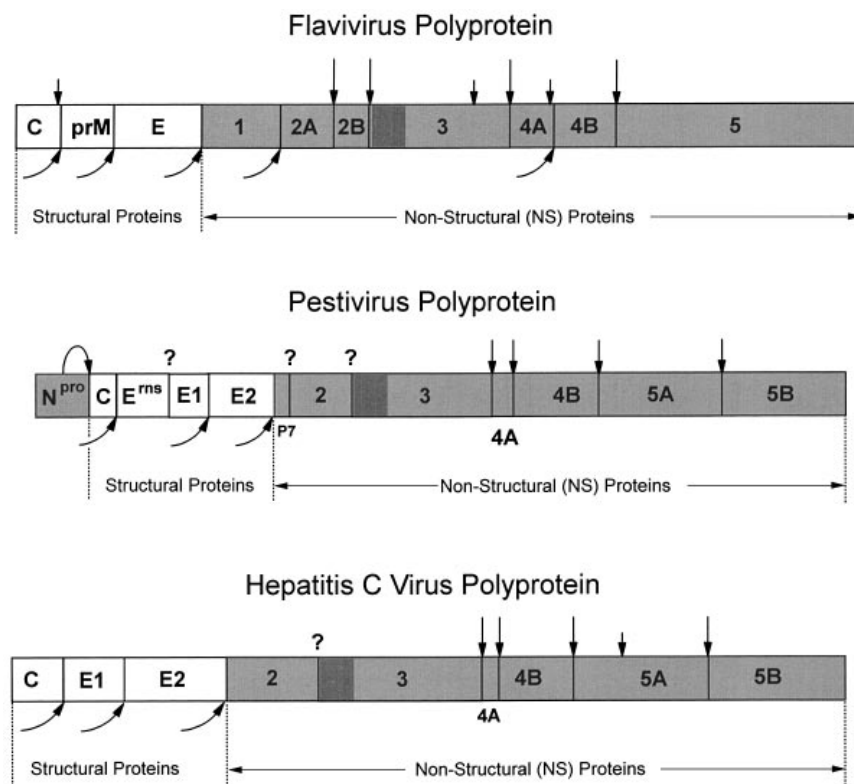 Flavivirus Polyprotein
C prM E 1 2A 2B 3 4A 4B 5
Structural Proteins Non-Structural (NS) Proteins
Pestivirus Polyprotein
? ? ?
N^pro C E^rns E1 E2 2 3 4B 5A 5B
P7 4A
Structural Proteins Non-Structural (NS) Proteins
Hepatitis C Virus Polyprotein
?
C E1 E2 2 3 4B 5A 5B
4A
Structural Proteins Non-Structural (NS) Proteins